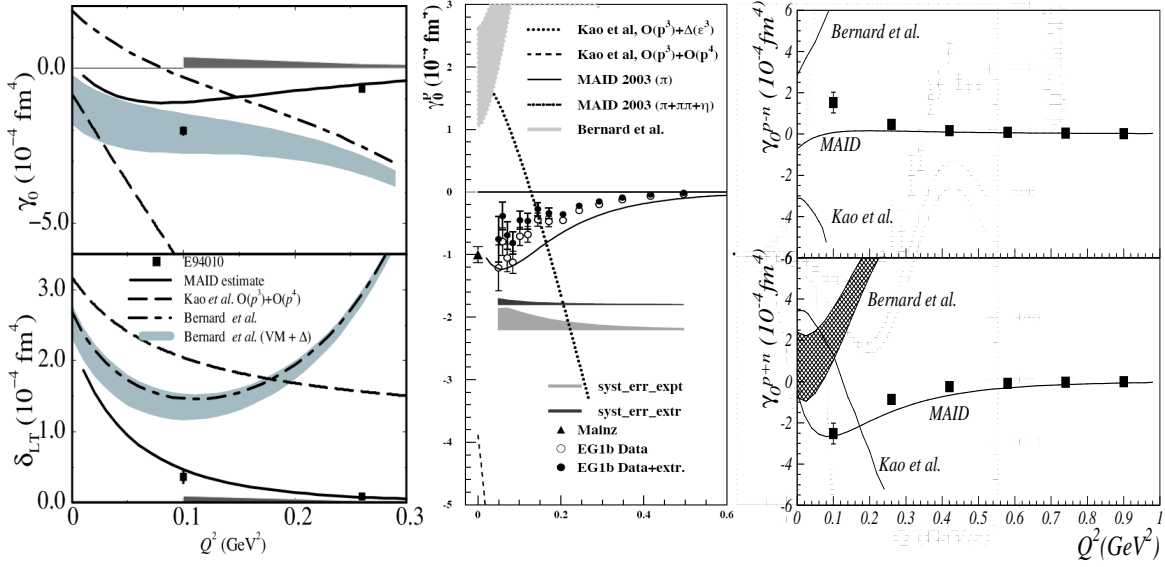 0.0
−5.0
γ₀ (10⁻⁴ fm⁴)
E94010
MAID estimate
Kao et al. O(p³)+O(p⁴)
Bernard et al.
Bernard et al. (VM + Δ)
3.0
2.0
1.0
0.0
δLT (10⁻⁴ fm⁴)
0
0.1
0.2
0.3
Q² (GeV²)
3
2
1
0
-1
-2
-3
-4
-5
Kao et al, O(p³)+Δ(ε³)
Kao et al, O(p³)+O(p⁴)
MAID 2003 (π)
MAID 2003 (π+ππ+η)
Bernard et al.
syst_err_expt
syst_err_extr
Mainz
EG1b Data
EG1b Data+extr.
0
0.2
0.4
0.6
6
4
2
0
-2
-4
-6
γ₀ᵖ⁻ⁿ (10⁻⁴ fm⁴)
Bernard et al.
MAID
Kao et al.
6
4
2
0
-2
-4
-6
γ₀ᵖ⁺ⁿ (10⁻⁴ fm⁴)
Bernard et al.
MAID
Kao et al.
0 0.1 0.2 0.3 0.4 0.5 0.6 0.7 0.8 0.9 1
Q²(GeV²)